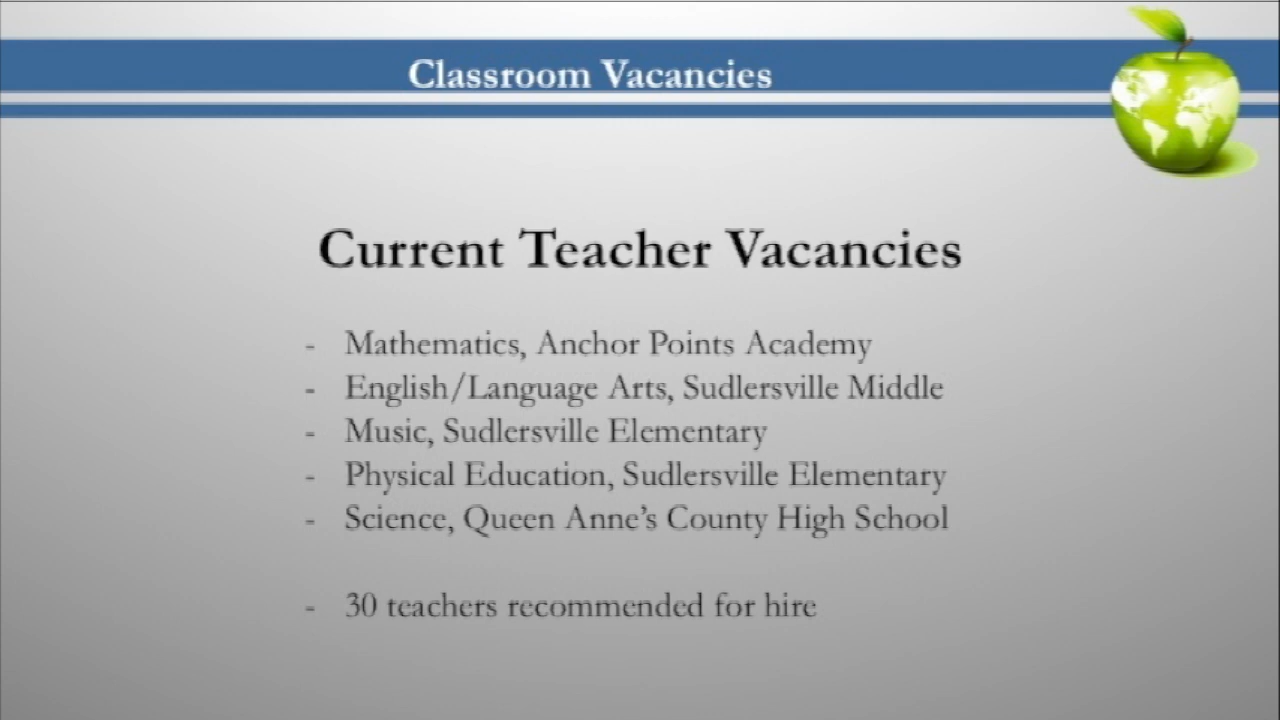 Classroom Vacancies
Current Teacher Vacancies
- Mathematics, Anchor Points Academy
- English/Language Arts, Sudlersville Middle
- Music, Sudlersville Elementary
- Physical Education, Sudlersville Elementary
- Science, Queen Anne's County High School
- 30 teachers recommended for hire